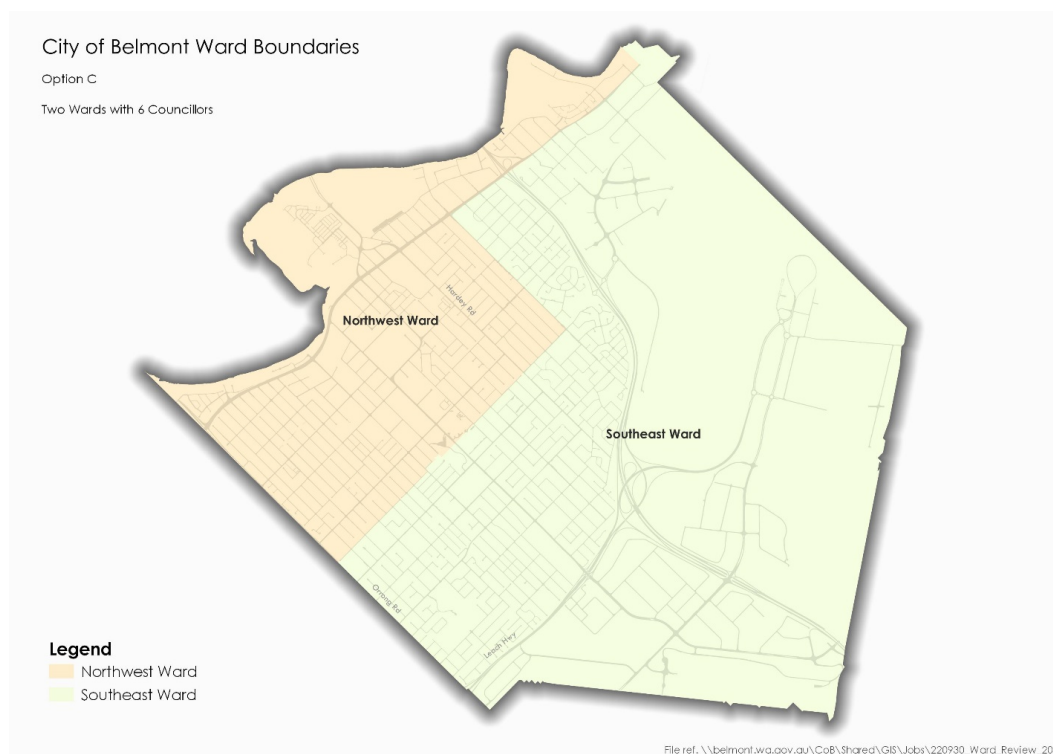 City of Belmont Ward Boundaries
Option C
Two Wards with 6 Councillors
Hardey Rd
Northwest Ward
Southeast Ward
Orrong Rd
Leach Hwy
Legend
Northwest Ward
Southeast Ward
File ref. \\belmont.wa.gov.au\CoB\Shared\GIS\Jobs\220930 Ward Review 20